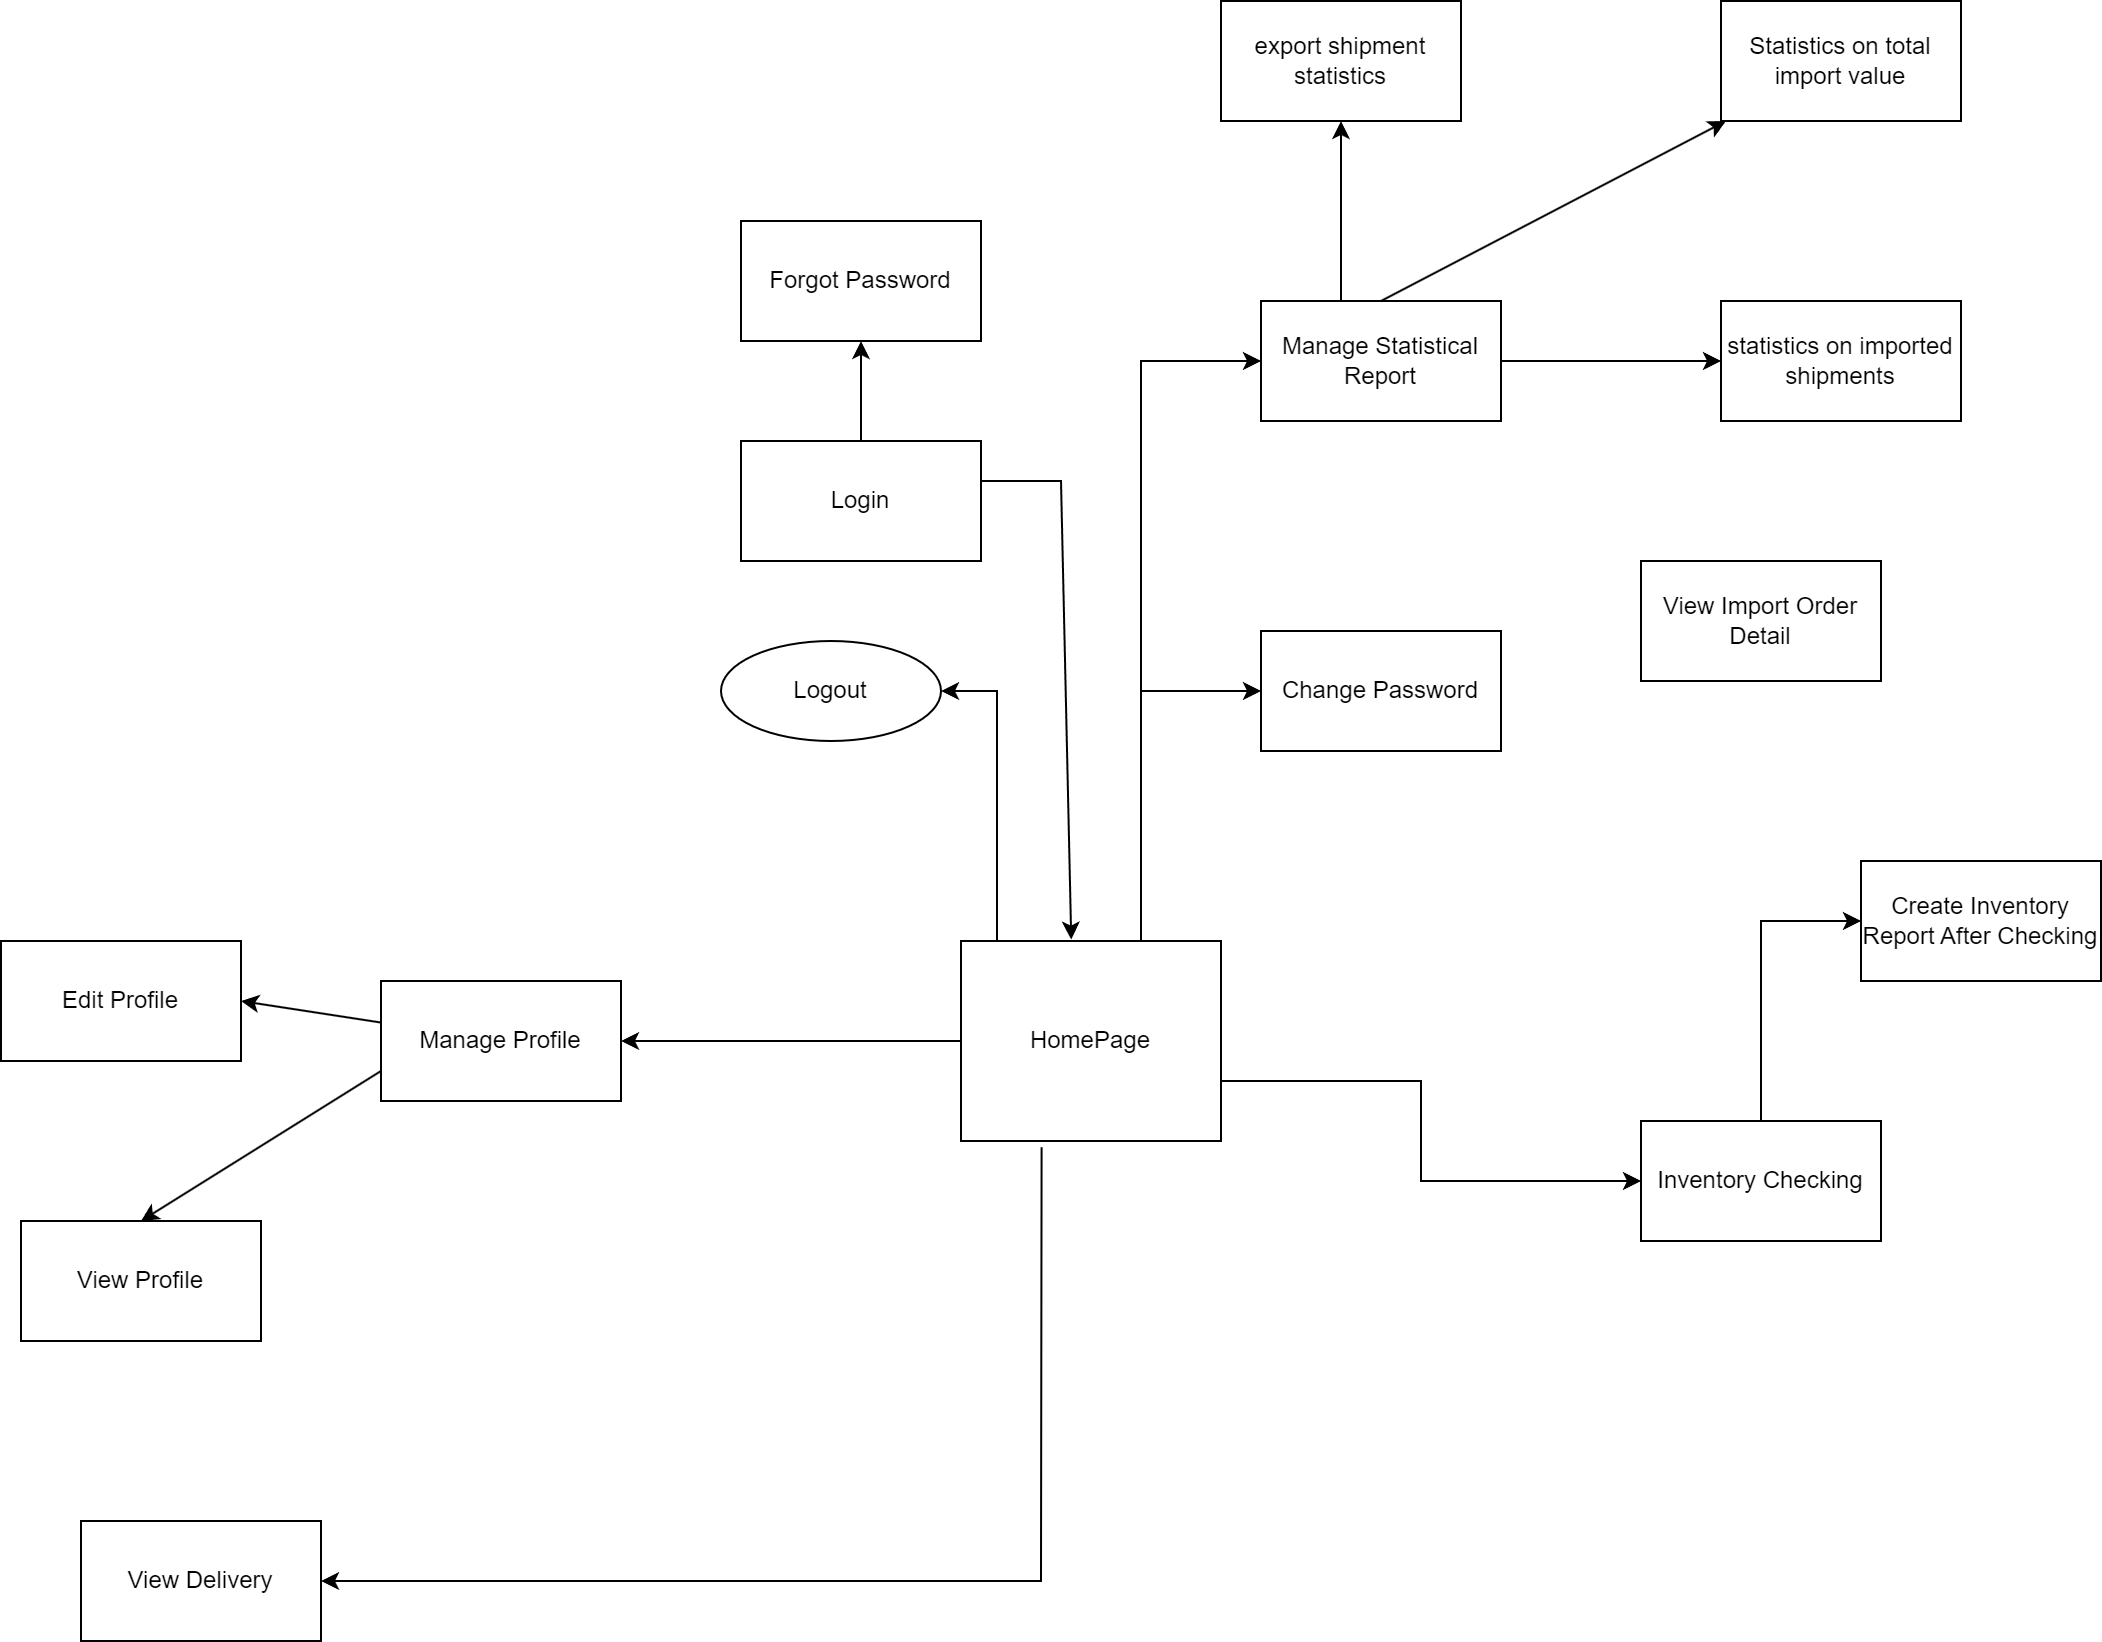 export shipment
statistics
Statistics on total
import value
Forgot Password
Manage Statistical
Report
statistics on imported
shipments
Login
View Import Order
Detail
Logout
Change Password
Create Inventory
Report After Checking
Edit Profile
Manage Profile
HomePage
Inventory Checking
View Profile
View Delivery